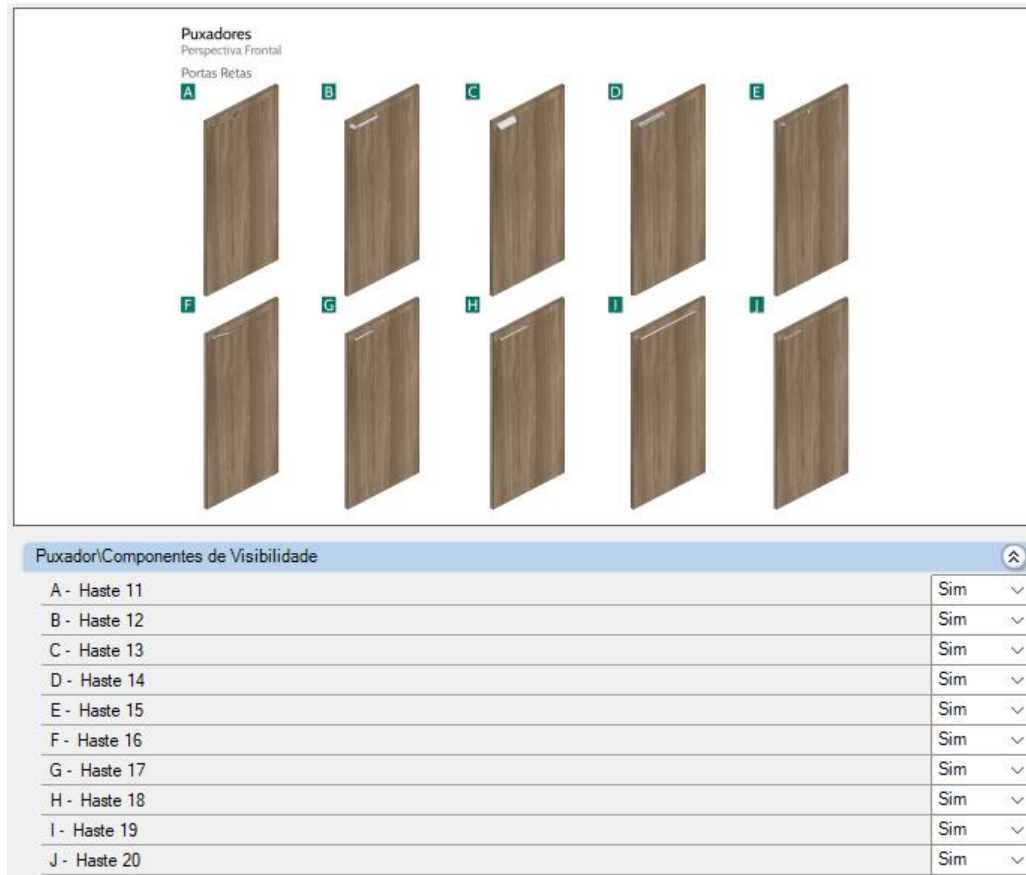 Puxadores
Perspectiva Frontal
Portas Retas
A B C D E
F G H I J
Puxador\Componentes de Visibilidade
A - Haste 11 Sim
B - Haste 12 Sim
C - Haste 13 Sim
D - Haste 14 Sim
E - Haste 15 Sim
F - Haste 16 Sim
G - Haste 17 Sim
H - Haste 18 Sim
I - Haste 19 Sim
J - Haste 20 Sim